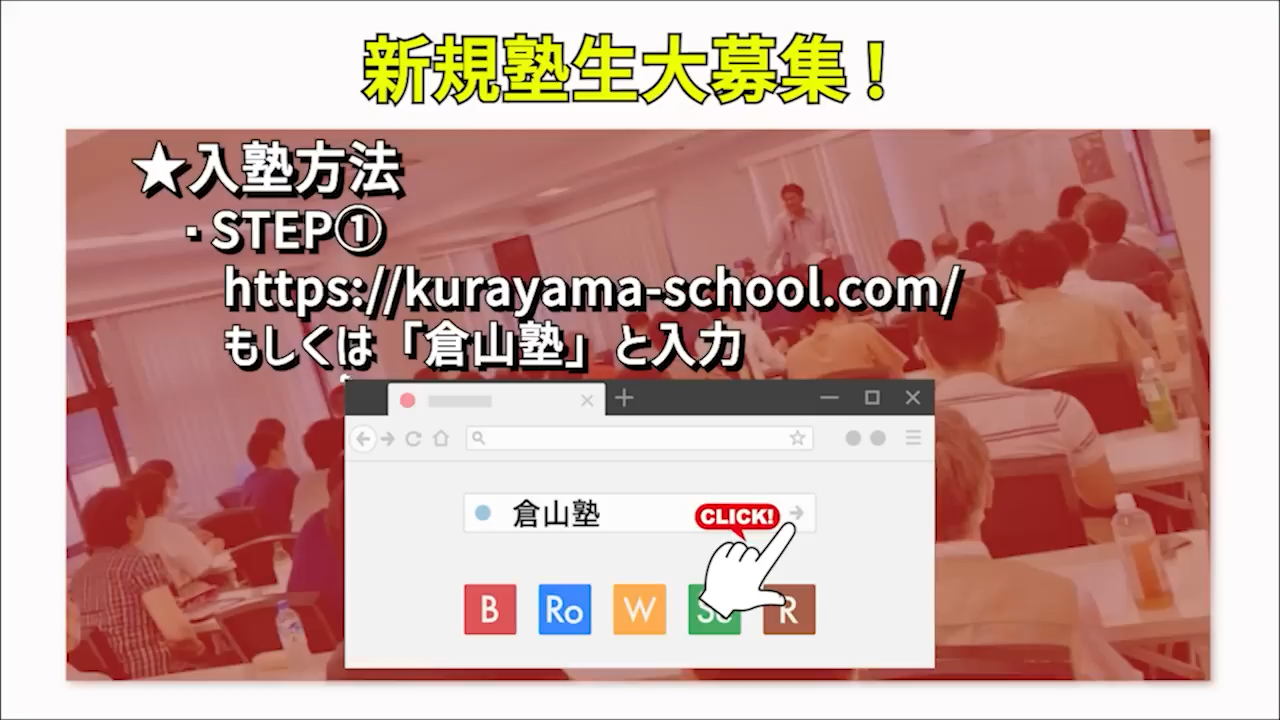 新規塾生大募集！
★入塾方法
・STEP①
https://kurayama-school.com/
もしくは「倉山塾」と入力
倉山塾
CLICK!
B Ro W Se R